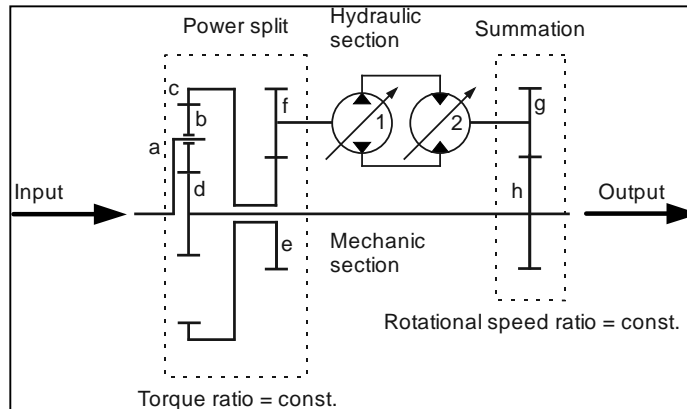 Power split
Hydraulic
section
Summation
c
b
f
g
a
1
2
d
h
Input
Output
e
Mechanic
section
Rotational speed ratio = const.
Torque ratio = const.